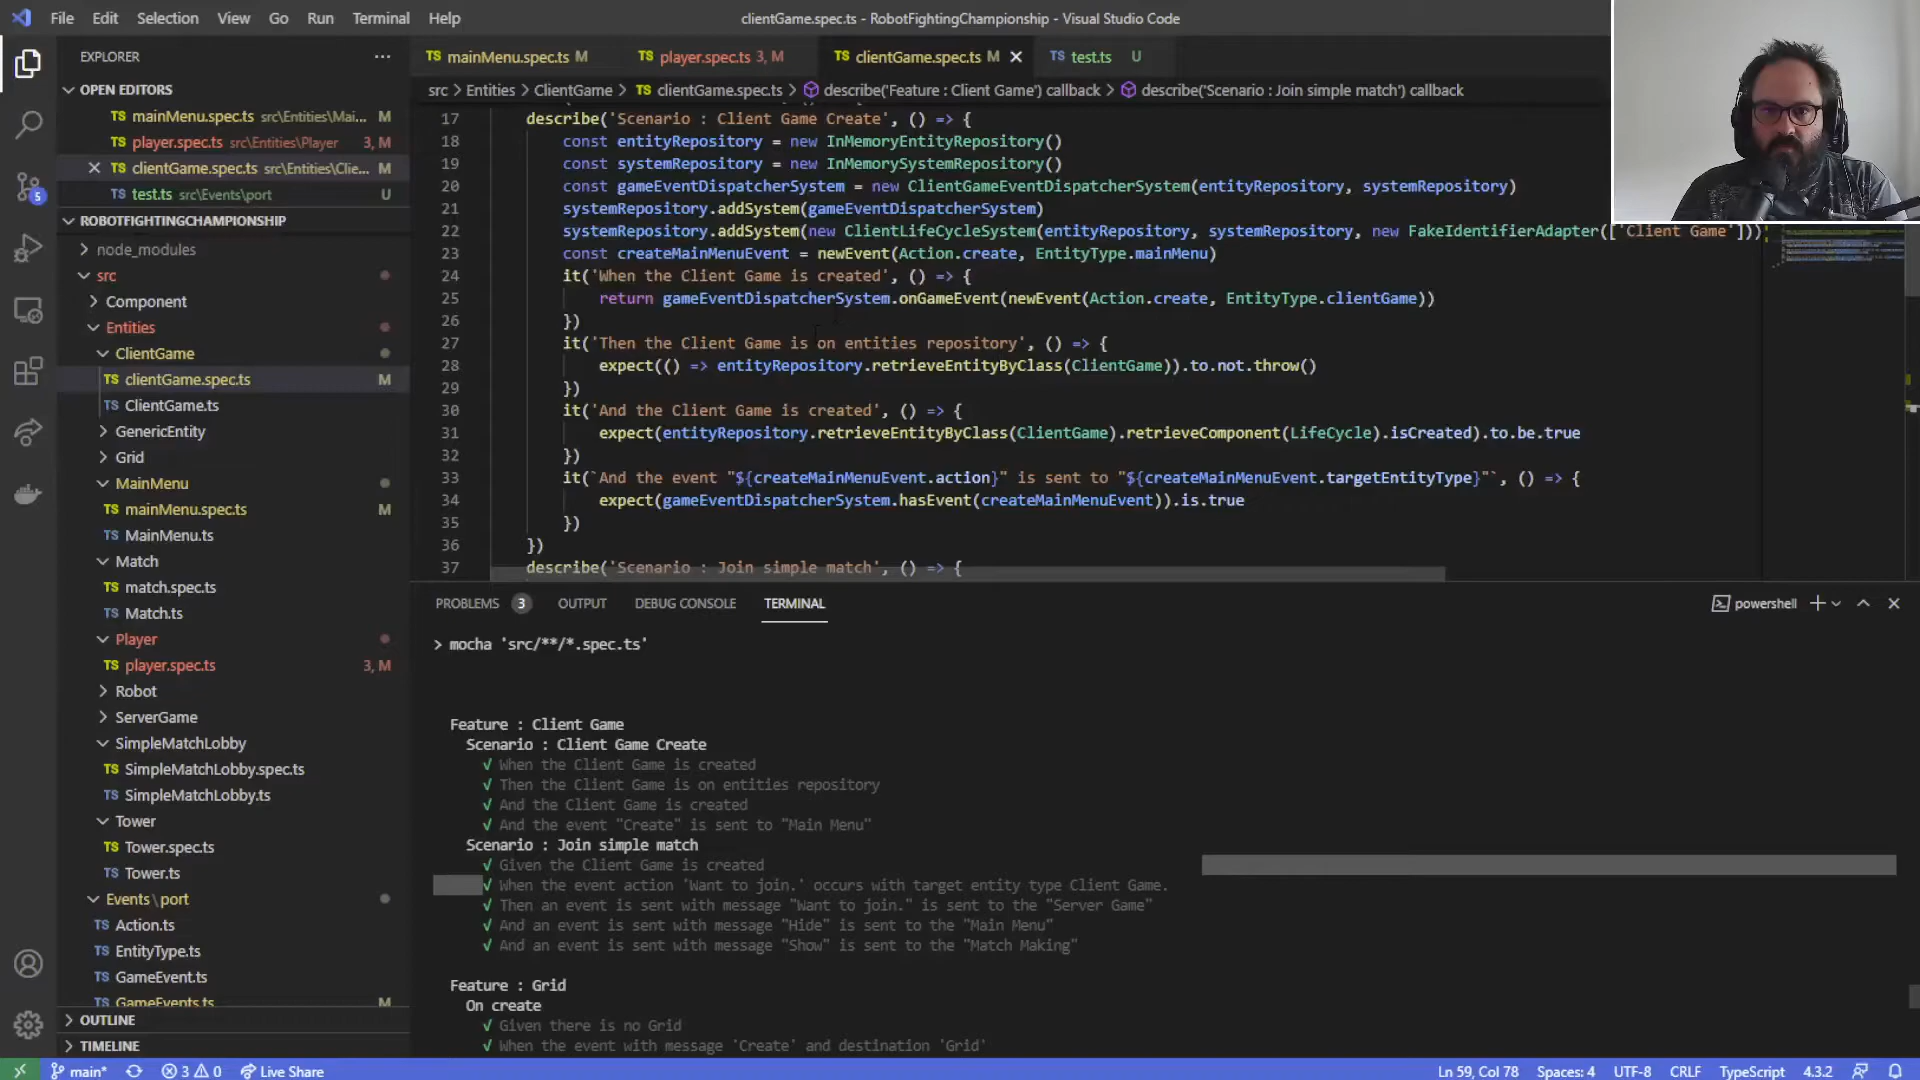 File Edit Selection View Go Run Terminal Help
clientGame.spec.ts - RobotFightingChampionship - Visual Studio Code
EXPLORER
OPEN EDITORS
TS mainMenu.spec.ts src\Entities\Mai... M
TS player.spec.ts src\Entities\Player 3, M
TS clientGame.spec.ts src\Entities\Clie... M
TS test.ts src\Events\port U
ROBOTFIGHTINGCHAMPIONSHIP
node_modules
src
Component
Entities
ClientGame
TS clientGame.spec.ts M
TS ClientGame.ts
GenericEntity
Grid
MainMenu
TS mainMenu.spec.ts M
TS MainMenu.ts
Match
TS match.spec.ts
TS Match.ts
Player
TS player.spec.ts 3, M
Robot
ServerGame
SimpleMatchLobby
TS SimpleMatchLobby.spec.ts
TS SimpleMatchLobby.ts
Tower
TS Tower.spec.ts
TS Tower.ts
Events\port
TS Action.ts
TS EntityType.ts
TS GameEvent.ts
TS GameEvents.ts M
OUTLINE
TIMELINE
5
TS mainMenu.spec.ts M
TS player.spec.ts 3, M
TS clientGame.spec.ts M
TS test.ts U
src > Entities > ClientGame > TS clientGame.spec.ts > describe('Feature : Client Game') callback > describe('Scenario : Join simple match') callback
17 describe('Scenario : Client Game Create', () => {
18 const entityRepository = new InMemoryEntityRepository()
19 const systemRepository = new InMemorySystemRepository()
20 const gameEventDispatcherSystem = new ClientGameEventDispatcherSystem(entityRepository, systemRepository)
21 systemRepository.addSystem(gameEventDispatcherSystem)
22 systemRepository.addSystem(new ClientLifeCycleSystem(entityRepository, systemRepository, new FakeIdentifierAdapter(['Client Game']))
23 const createMainMenuEvent = newEvent(Action.create, EntityType.mainMenu)
24 it('When the Client Game is created', () => {
25 return gameEventDispatcherSystem.onGameEvent(newEvent(Action.create, EntityType.clientGame))
26 })
27 it('Then the Client Game is on entities repository', () => {
28 expect(() => entityRepository.retrieveEntityByClass(ClientGame)).to.not.throw()
29 })
30 it('And the Client Game is created', () => {
31 expect(entityRepository.retrieveEntityByClass(ClientGame).retrieveComponent(LifeCycle).isCreated).to.be.true
32 })
33 it(`And the event "${createMainMenuEvent.action}" is sent to "${createMainMenuEvent.targetEntityType}"`, () => {
34 expect(gameEventDispatcherSystem.hasEvent(createMainMenuEvent)).is.true
35 })
36 })
37 describe('Scenario : Join simple match', () => {
PROBLEMS 3 OUTPUT DEBUG CONSOLE TERMINAL
powershell
> mocha 'src/**/*.spec.ts'
Feature : Client Game
Scenario : Client Game Create
√ When the Client Game is created
√ Then the Client Game is on entities repository
√ And the Client Game is created
√ And the event "Create" is sent to "Main Menu"
Scenario : Join simple match
√ Given the Client Game is created
√ When the event action 'Want to join.' occurs with target entity type Client Game.
√ Then an event is sent with message "Want to join." is sent to the "Server Game"
√ And an event is sent with message "Hide" is sent to the "Main Menu"
√ And an event is sent with message "Show" is sent to the "Match Making"
Feature : Grid
On create
√ Given there is no Grid
√ When the event with message 'Create' and destination 'Grid'
main* 3 0 Live Share
Ln 59, Col 78 Spaces: 4 UTF-8 CRLF TypeScript 4.3.2